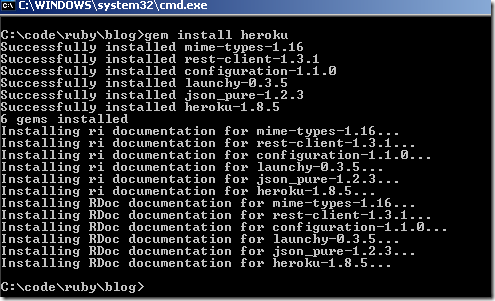 C:\WINDOWS\system32\cmd.exe
C:\code\ruby\blog>gem install heroku
Successfully installed mime-types-1.16
Successfully installed rest-client-1.3.1
Successfully installed configuration-1.1.0
Successfully installed launchy-0.3.5
Successfully installed json_pure-1.2.3
Successfully installed heroku-1.8.5
6 gems installed
Installing ri documentation for mime-types-1.16...
Installing ri documentation for rest-client-1.3.1...
Installing ri documentation for configuration-1.1.0...
Installing ri documentation for launchy-0.3.5...
Installing ri documentation for json_pure-1.2.3...
Installing ri documentation for heroku-1.8.5...
Installing RDoc documentation for mime-types-1.16...
Installing RDoc documentation for rest-client-1.3.1...
Installing RDoc documentation for configuration-1.1.0...
Installing RDoc documentation for launchy-0.3.5...
Installing RDoc documentation for json_pure-1.2.3...
Installing RDoc documentation for heroku-1.8.5...
C:\code\ruby\blog>